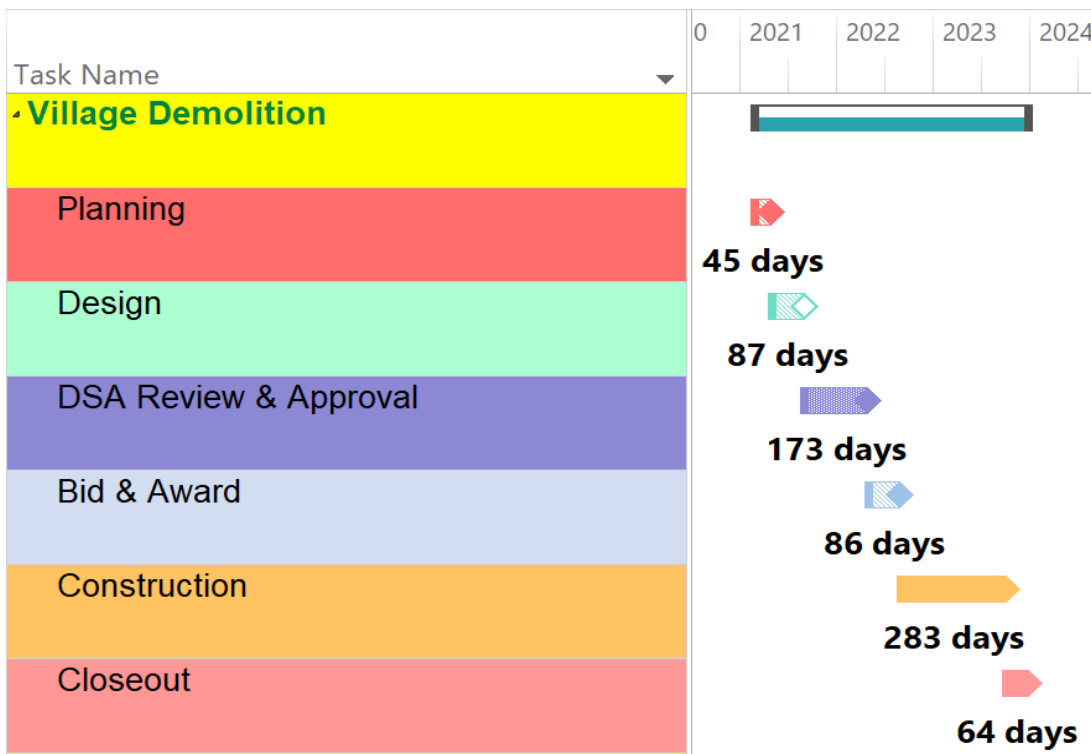 0 2021 2022 2023 2024
Task Name
Village Demolition
Planning
45 days
Design
87 days
DSA Review & Approval
173 days
Bid & Award
86 days
Construction
283 days
Closeout
64 days